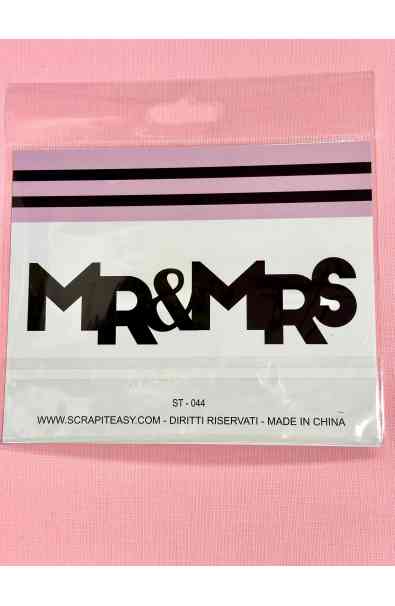 MR&MRS
ST - 044
WWW.SCRAPITEASY.COM - DIRITTI RISERVATI - MADE IN CHINA